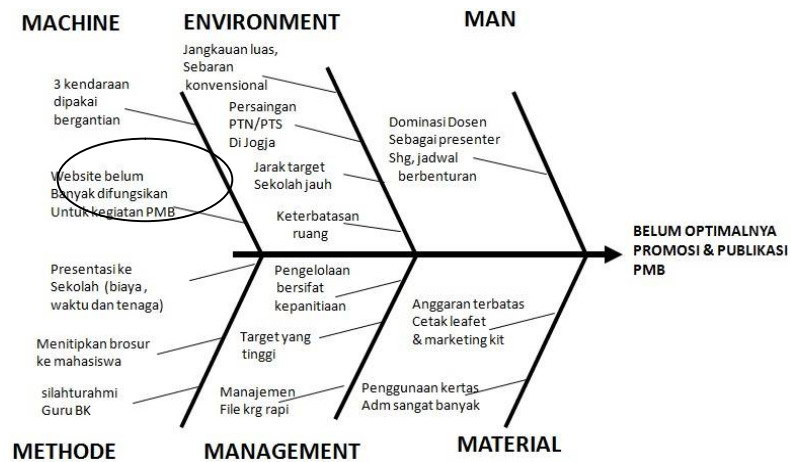 MACHINE
ENVIRONMENT
MAN
3 kendaraan
dipakai
bergantian
Website belum
Banyak difungsikan
Untuk kegiatan PMB
Jangkauan luas,
Sebaran
konvensional
Persaingan
PTN/PTS
Di Jogja
Jarak target
Sekolah jauh
Keterbatasan
ruang
Dominasi Dosen
Sebagai presenter
Shg, jadwal
berbenturan
BELUM OPTIMALNYA
PROMOSI & PUBLIKASI
PMB
Presentasi ke
Sekolah (biaya ,
waktu dan tenaga)
Menitipkan brosur
ke mahasiswa
silahturahmi
Guru BK
Pengelolaan
bersifat
kepanitiaan
Target yang
tinggi
Manajemen
File krg rapi
Anggaran terbatas
Cetak leafet
& marketing kit
Penggunaan kertas
Adm sangat banyak
METHODE
MANAGEMENT
MATERIAL